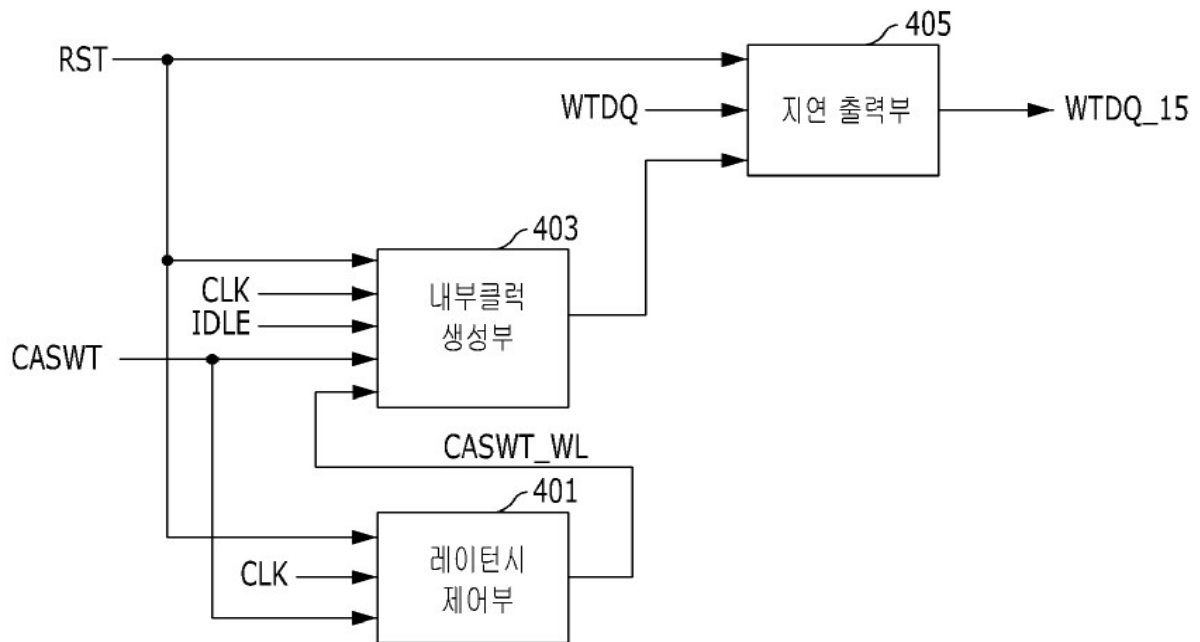 405
RST
WTDQ
지연 출력부
WTDQ_15
403
CLK
IDLE
CASWT
내부클럭
생성부
CASWT_WL
401
CLK
레이턴시
제어부